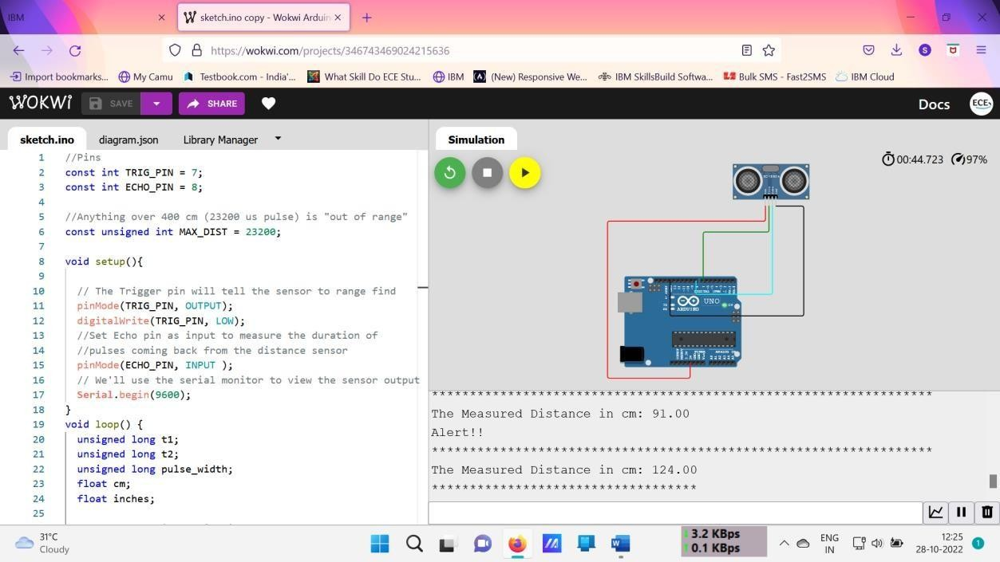 IBM
sketch.ino copy - Wokwi Arduin
https://wokwi.com/projects/346743469024215636
Import bookmarks... My Camu Testbook.com - India'... What Skill Do ECE Stu... IBM (New) Responsive We... IBM SkillsBuild Softwa... Bulk SMS - Fast2SMS IBM Cloud
WOKWI SAVE SHARE Docs ECE
sketch.ino diagram.json Library Manager
1 //Pins
2 const int TRIG_PIN = 7;
3 const int ECHO_PIN = 8;
4
5 //Anything over 400 cm (23200 us pulse) is "out of range"
6 const unsigned int MAX_DIST = 23200;
7
8 void setup(){
9
10 // The Trigger pin will tell the sensor to range find
11 pinMode(TRIG_PIN, OUTPUT);
12 digitalWrite(TRIG_PIN, LOW);
13 //Set Echo pin as input to measure the duration of
14 //pulses coming back from the distance sensor
15 pinMode(ECHO_PIN, INPUT );
16 // We'll use the serial monitor to view the sensor output
17 Serial.begin(9600);
18 }
19 void loop() {
20 unsigned long t1;
21 unsigned long t2;
22 unsigned long pulse_width;
23 float cm;
24 float inches;
25
Simulation
00:44.723 97%
UNO
ARDUINO
******************************************************************
The Measured Distance in cm: 91.00
Alert!!
******************************************************************
The Measured Distance in cm: 124.00
***********************************
31°C
Cloudy
3.2 KBps
0.1 KBps
ENG
IN
12:25
28-10-2022
1